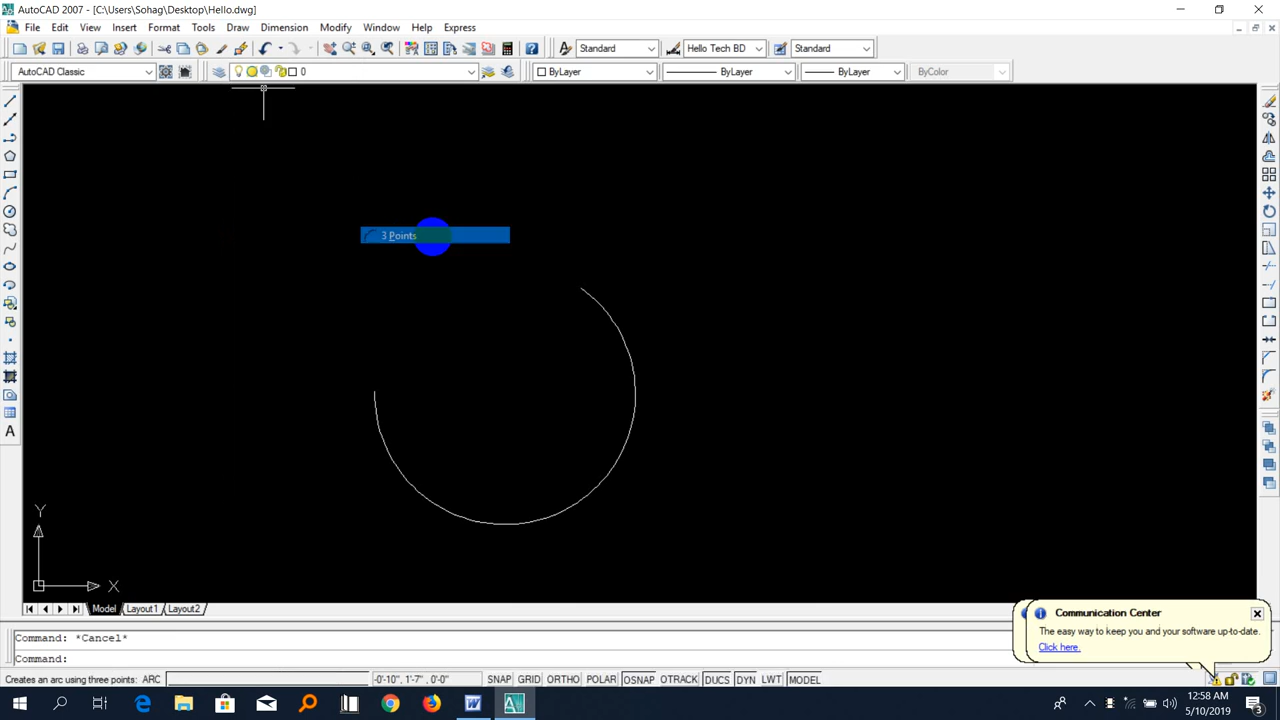 AutoCAD 2007 - [C:\Users\Sohag\Desktop\Hello.dwg]
File Edit View Insert Format Tools Draw Dimension Modify Window Help Express
Standard Hello Tech BD Standard
AutoCAD Classic 0 ByLayer ByLayer ByLayer ByColor
3 Points
Y
X
Model Layout1 Layout2
Communication Center
The easy way to keep you and your software up-to-date.
Click here.
Command: *Cancel*
Command:
Creates an arc using three points: ARC -0'-10", 1'-7", 0'-0" SNAP GRID ORTHO POLAR OSNAP OTRACK DUCS DYN LWT MODEL
12:58 AM
5/10/2019
3